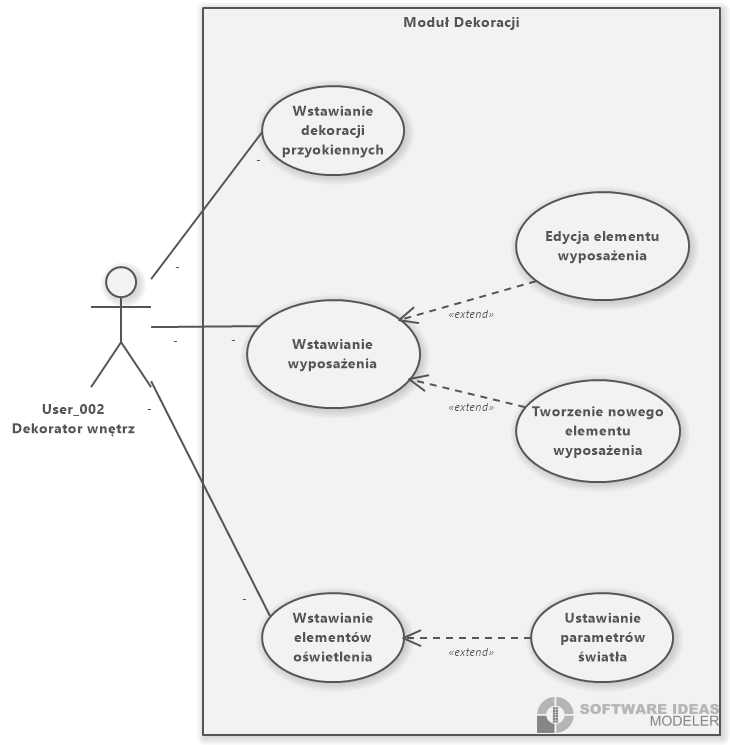 Moduł Dekoracji
Wstawianie
dekoracji
przyokiennych
-
-
Edycja elementu
wyposażenia
«extend»
Wstawianie
wyposażenia
-
-
User_002
Dekorator wnętrz
-
«extend»
Tworzenie nowego
elementu
wyposażenia
-
Wstawianie
elementów
oświetlenia
«extend»
Ustawianie
parametrów
światła
SOFTWARE IDEAS
MODELER